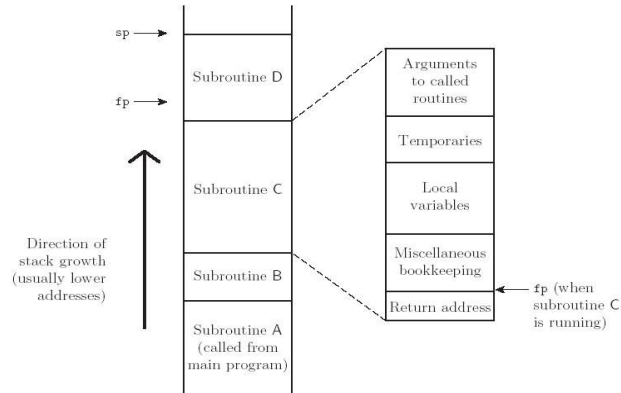 sp
Subroutine D
fp
Subroutine C
Direction of
stack growth
(usually lower
addresses)
Subroutine B
Subroutine A
(called from
main program)
Arguments
to called
routines
Temporaries
Local
variables
Miscellaneous
bookkeeping
Return address
fp (when
subroutine C
is running)